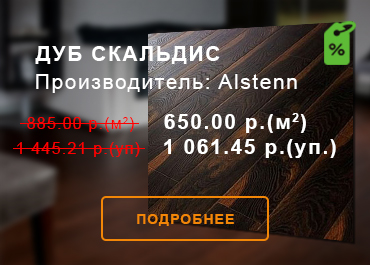 %
ДУБ СКАЛЬДИС
Производитель: Alstenn
885.00 р.(м²) 650.00 р.(м²)
1 445.21 р.(уп) 1 061.45 р.(уп.)
ПОДРОБНЕЕ